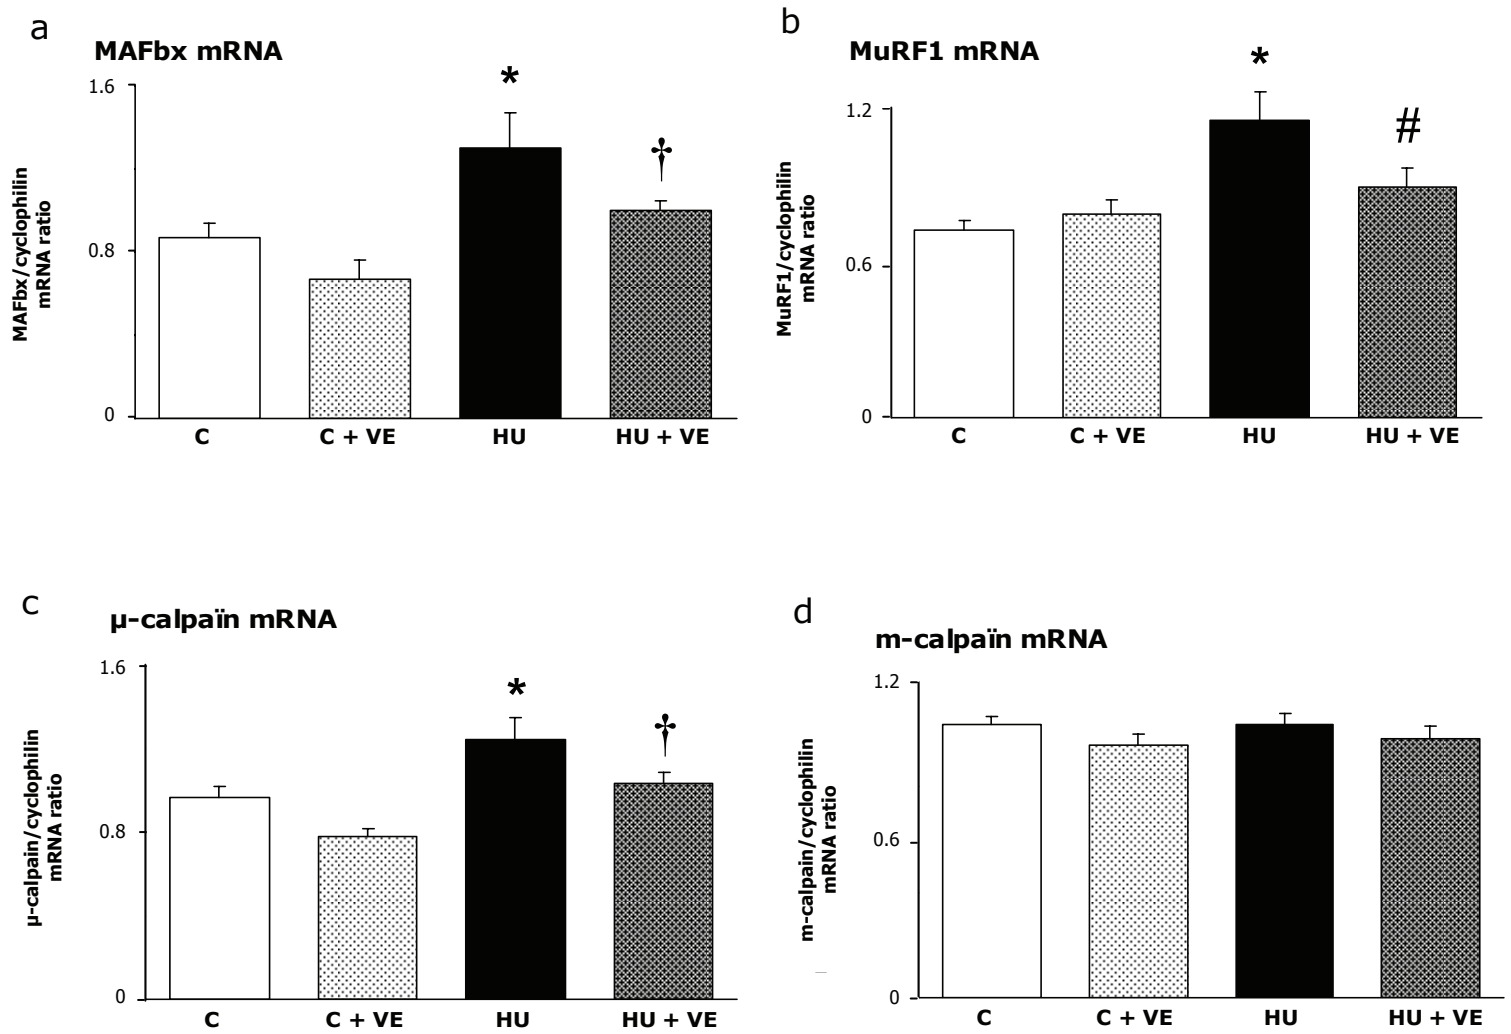 a
MAFbx mRNA
MAFbx/cyclophilin
mRNA ratio
1.6
0.8
0
*
†
C
C + VE
HU
HU + VE
b
MuRF1 mRNA
MuRF1/cyclophilin
mRNA ratio
1.2
0.6
0
*
#
C
C + VE
HU
HU + VE
c
µ-calpaïn mRNA
µ-calpain/cyclophilin
mRNA ratio
1.6
0.8
0
*
†
C
C + VE
HU
HU + VE
d
m-calpaïn mRNA
m-calpain/cyclophilin
mRNA ratio
1.2
0.6
0
C
C + VE
HU
HU + VE